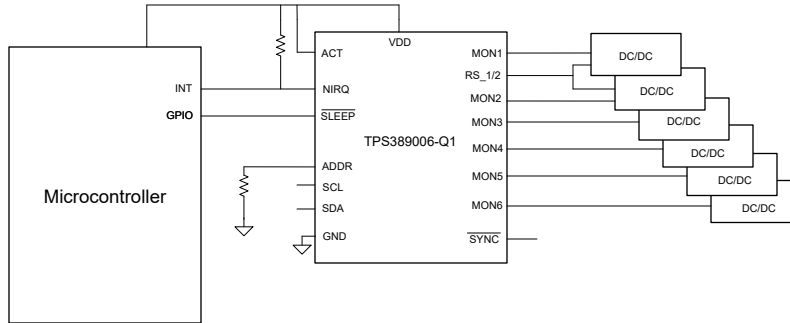 Microcontroller
INT
GPIO
VDD
ACT
NIRQ
SLEEP
ADDR
SCL
SDA
GND
TPS389006-Q1
MON1
RS_1/2
MON2
MON3
MON4
MON5
MON6
SYNC
DC/DC
DC/DC
DC/DC
DC/DC
DC/DC
DC/DC